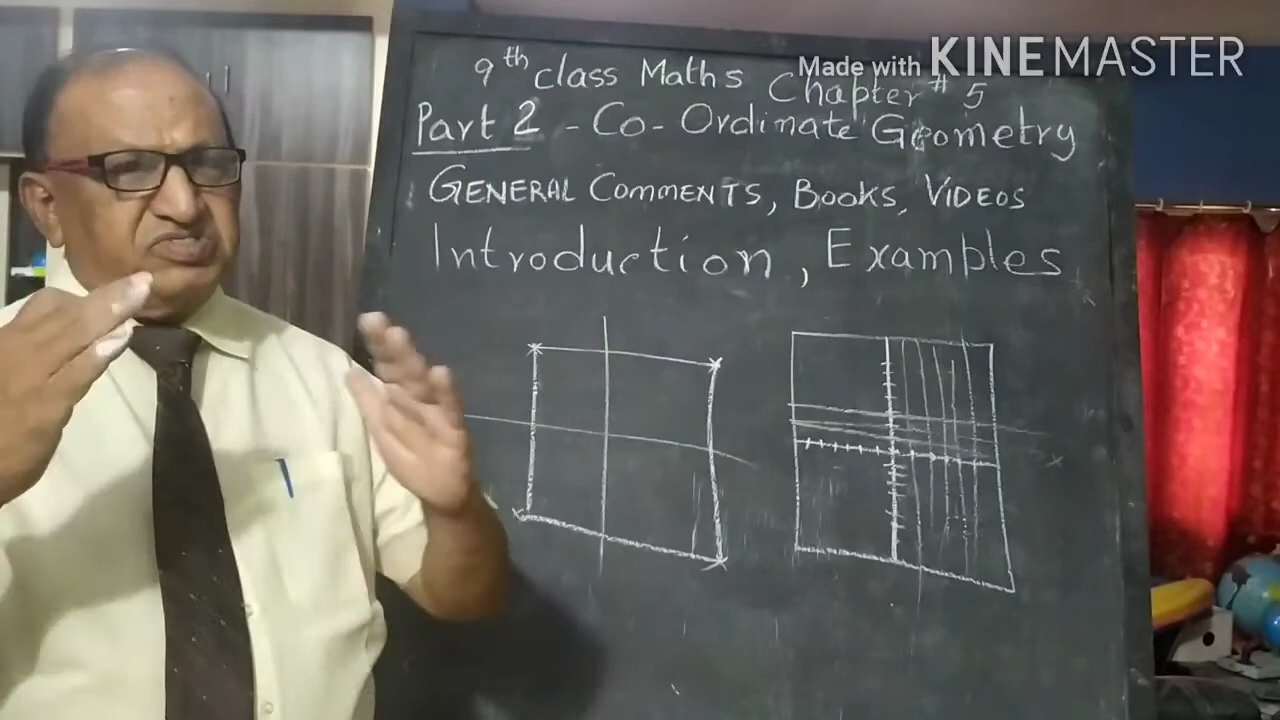 Made with KINEMASTER
9th class Maths Chapter # 5
Part 2 - Co-Ordinate Geometry
GENERAL COMMENTS, BOOKS, VIDEOS
Introduction, Examples